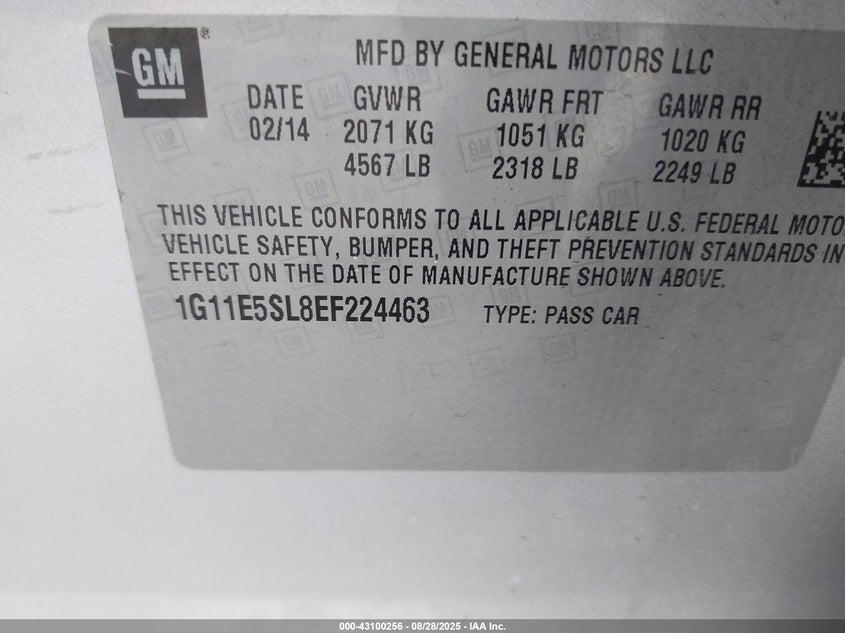 GM
MFD BY GENERAL MOTORS LLC
DATE GVWR GAWR FRT GAWR RR
02/14 2071 KG 1051 KG 1020 KG
4567 LB 2318 LB 2249 LB
THIS VEHICLE CONFORMS TO ALL APPLICABLE U.S. FEDERAL MOTO
VEHICLE SAFETY, BUMPER, AND THEFT PREVENTION STANDARDS IN
EFFECT ON THE DATE OF MANUFACTURE SHOWN ABOVE.
1G11E5SL8EF224463 TYPE: PASS CAR
000-43100256 - 08/28/2025 - IAA Inc.